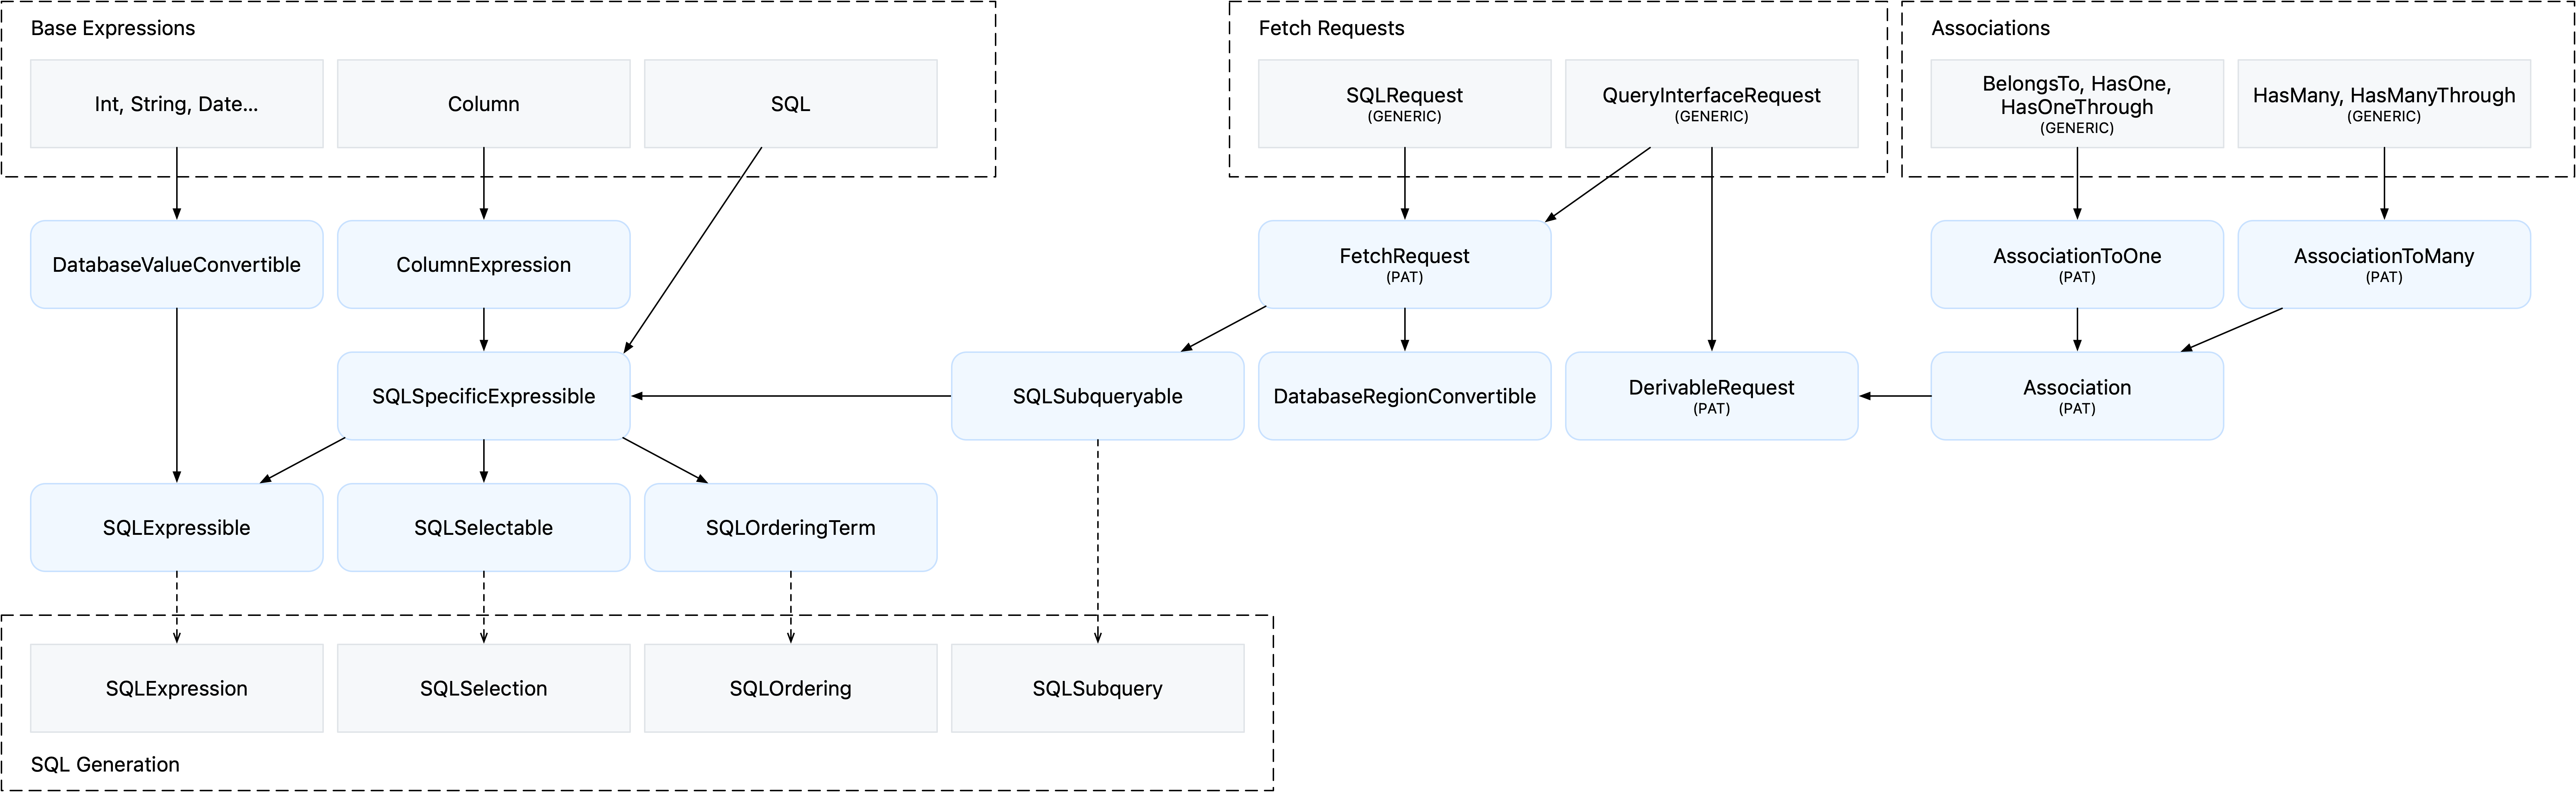 Base Expressions
Int, String, Date...
Column
SQL
Fetch Requests
SQLRequest
(GENERIC)
QueryInterfaceRequest
(GENERIC)
Associations
BelongsTo, HasOne,
HasOneThrough
(GENERIC)
HasMany, HasManyThrough
(GENERIC)
DatabaseValueConvertible
ColumnExpression
FetchRequest
(PAT)
AssociationToOne
(PAT)
AssociationToMany
(PAT)
SQLSpecificExpressible
SQLSubqueryable
DatabaseRegionConvertible
DerivableRequest
(PAT)
Association
(PAT)
SQLExpressible
SQLSelectable
SQLOrderingTerm
SQLExpression
SQLSelection
SQLOrdering
SQLSubquery
SQL Generation